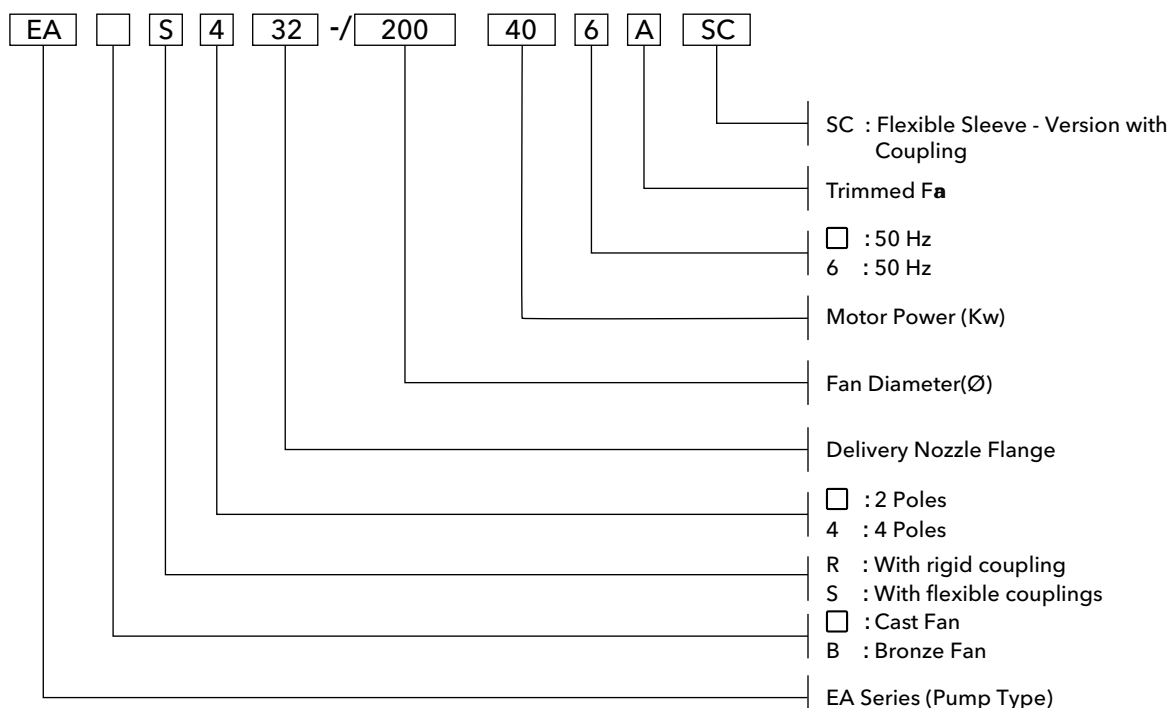 EA S 4 32 -/ 200 40 6 A SC
SC : Flexible Sleeve - Version with
Coupling
Trimmed Fan
☐ : 50 Hz
6 : 50 Hz
Motor Power (Kw)
Fan Diameter(Ø)
Delivery Nozzle Flange
☐ : 2 Poles
4 : 4 Poles
R : With rigid coupling
S : With flexible couplings
☐ : Cast Fan
B : Bronze Fan
EA Series (Pump Type)